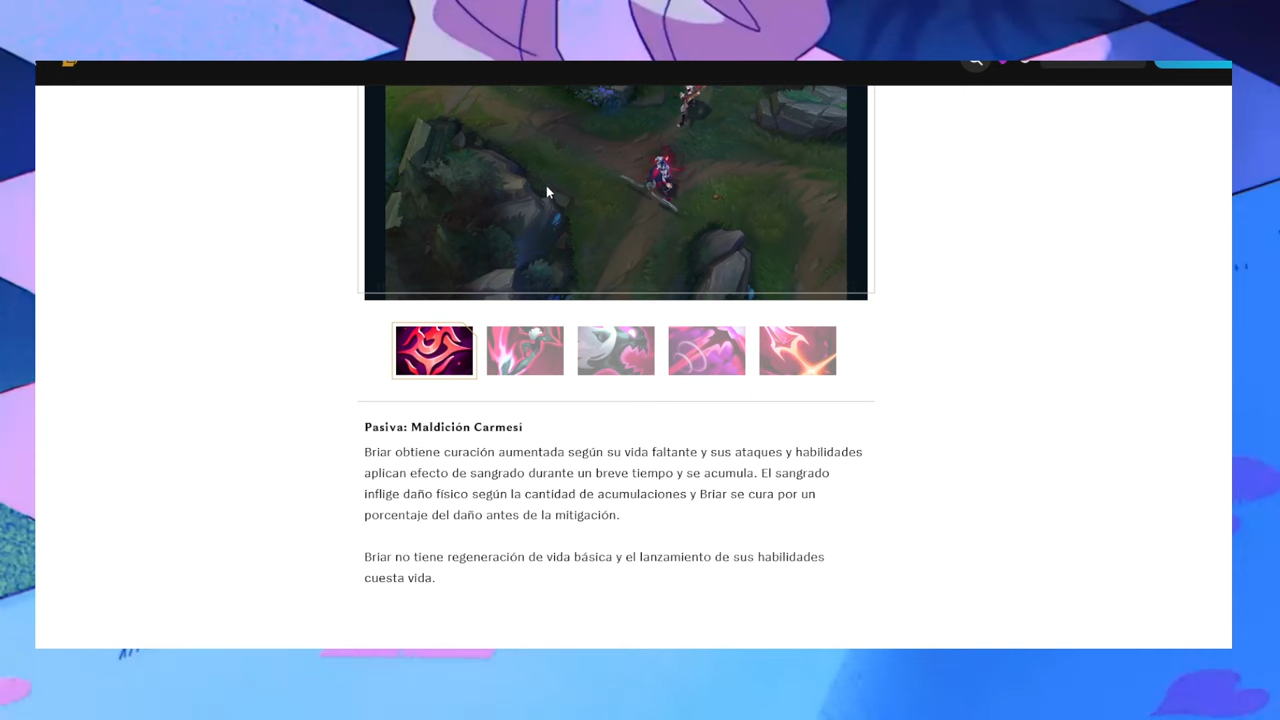 Pasiva: Maldición Carmesí
Briar obtiene curación aumentada según su vida faltante y sus ataques y habilidades
aplican efecto de sangrado durante un breve tiempo y se acumula. El sangrado
inflige daño físico según la cantidad de acumulaciones y Briar se cura por un
porcentaje del daño antes de la mitigación.
Briar no tiene regeneración de vida básica y el lanzamiento de sus habilidades
cuesta vida.